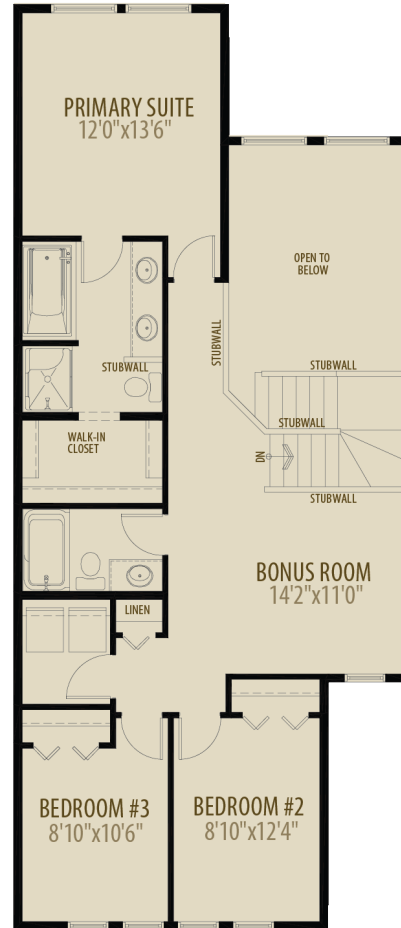 PRIMARY SUITE
12'0"x13'6"
OPEN TO
BELOW
STUBWALL
STUBWALL
STUBWALL
STUBWALL
WALK-IN
CLOSET
DN
STUBWALL
BONUS ROOM
14'2"x11'0"
LINEN
BEDROOM #3
8'10"x10'6"
BEDROOM #2
8'10"x12'4"